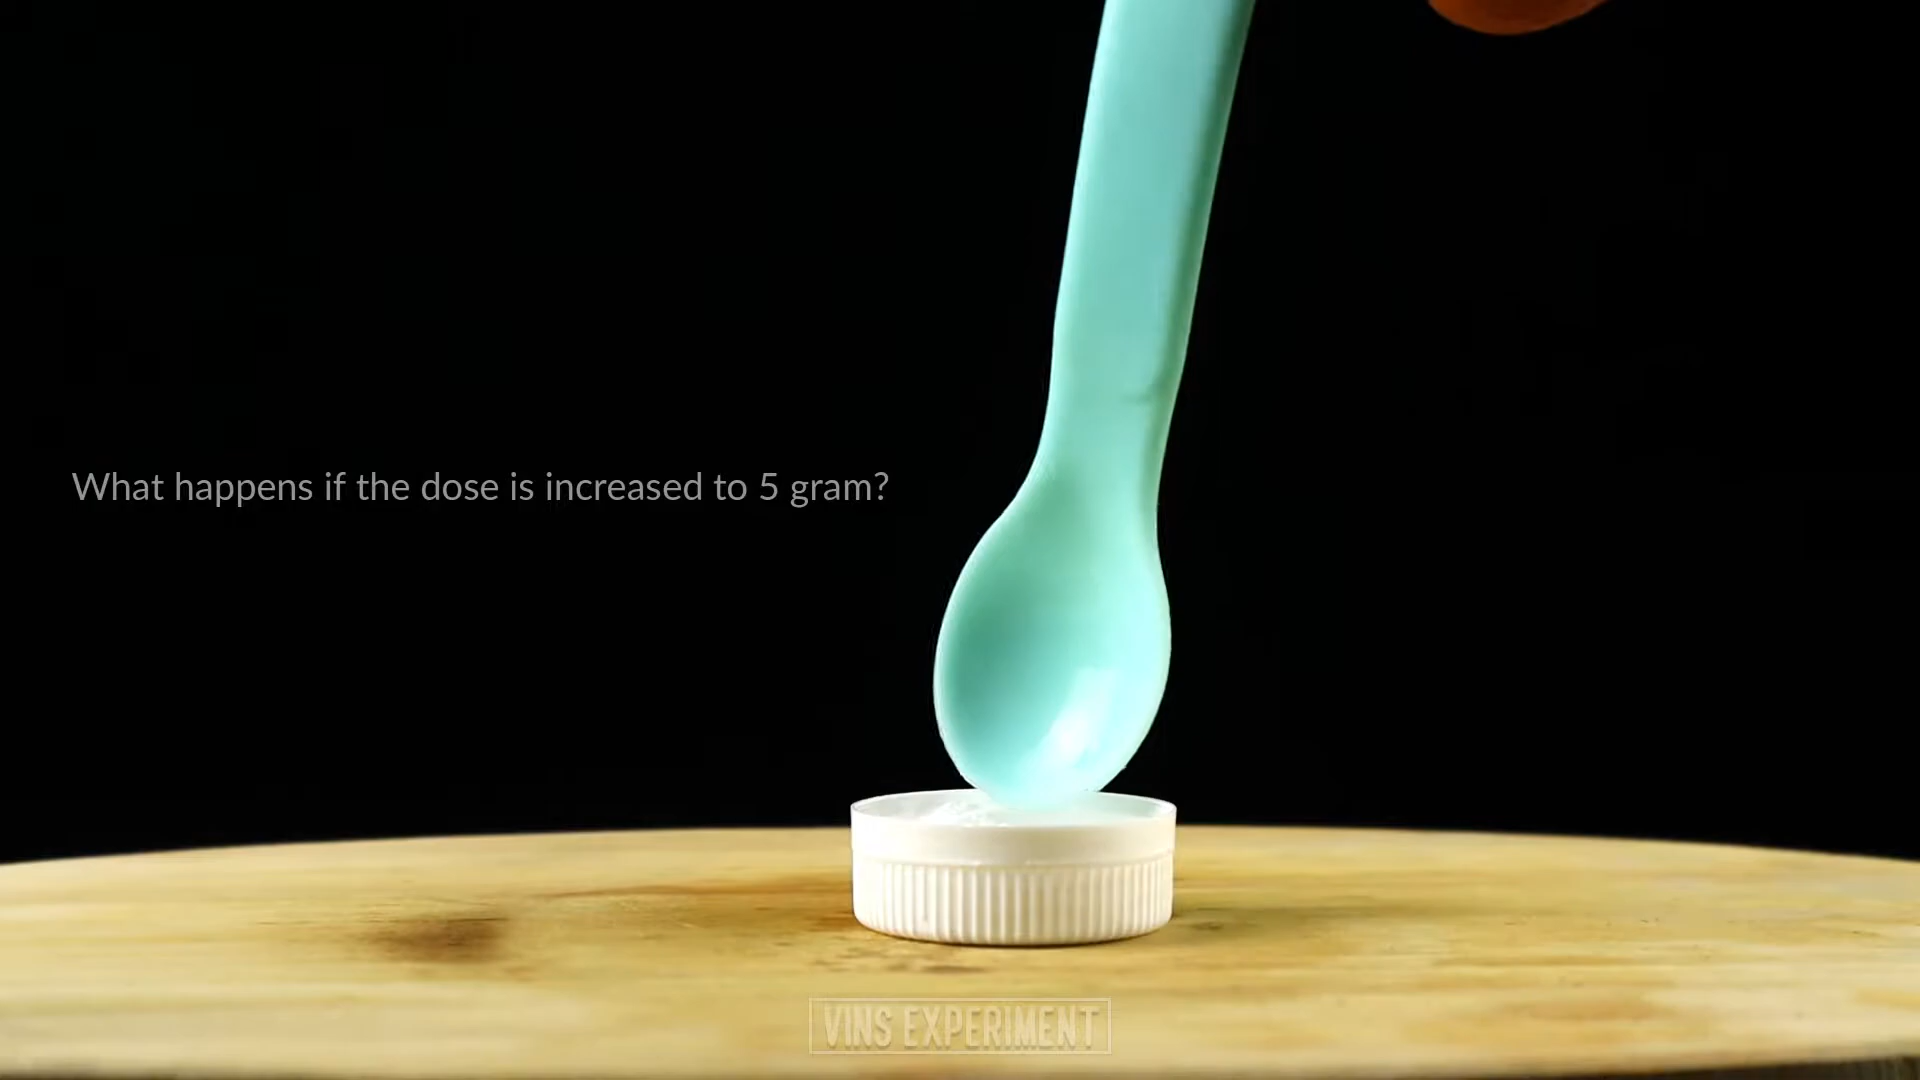 What happens if the dose is increased to 5 gram?
VINS EXPERIMENT